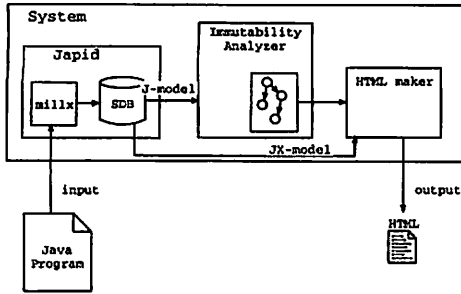 System
Immutability
Analyzer
Japid
J-model
HTML maker
millx
SDB
JX-model
input
output
HTML
Java
Program